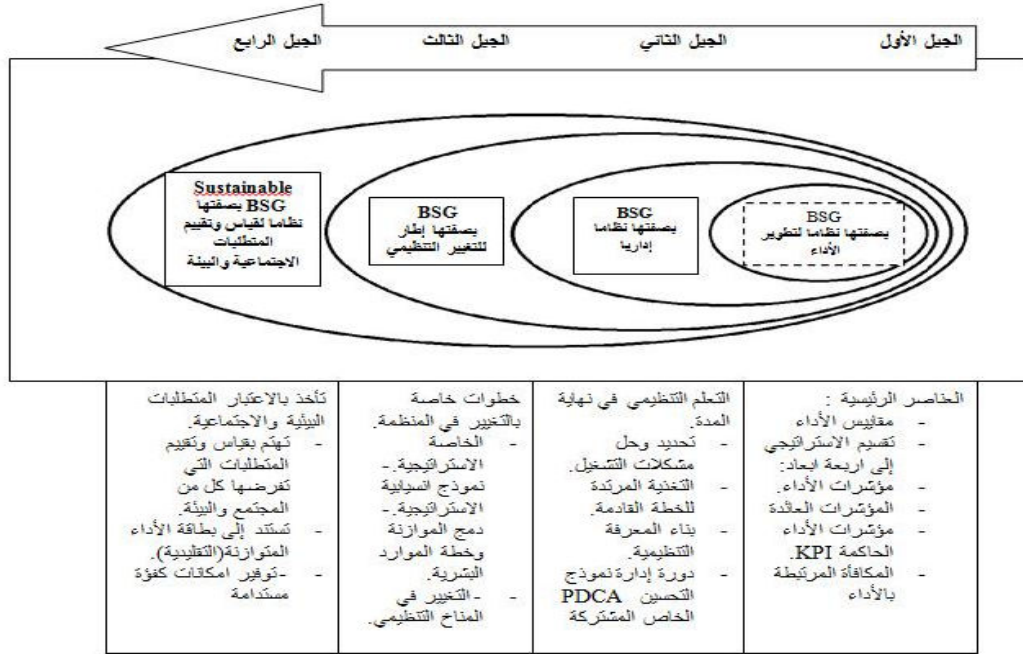 الجيل الأول
الجيل الثاني
الجيل الثالث
الجيل الرابع
BSG
بصفتها نظاما لتطوير
الأداء
BSG
بصفتها نظاما
إداريا
BSG
بصفتها إطار
للتغيير التنظيمي
Sustainable
BSG بصفتها
نظاما لقياس وتقييم
المتطلبات
الاجتماعية والبيئة
العناصر الرئيسية :
- مقاييس الأداء
- تقسيم الاستراتيجي
إلى اربعة ابعاد:
- مؤشرات الأداء.
- المؤشرات العائدة
- مؤشرات الأداء
الحاكمة KPI.
- المكافأة المرتبطة
بالأداء
التعلم التنظيمي في نهاية
المدة.
- تحديد وحل
مشكلات التشغيل.
- التغذية المرتدة
للخطة القادمة.
- بناء المعرفة
التنظيمية.
- دورة إدارة نموذج
التحسين PDCA
الخاص المشتركة
خطوات خاصة
بالتغيير في المنظمة.
- الخاصة
الاستراتيجية.-
نموذج انسيابية
الاستراتيجية.-
دمج الموازنة
وخطة الموارد
البشرية.
- -التغيير في
المناخ التنظيمي.
تأخذ بالاعتبار المتطلبات
البيئية والاجتماعية.
- تهتم بقياس وتقييم
المتطلبات التي
تفرضها كل من
المجتمع والبيئة.
- تستند إلى بطاقة الأداء
المتوازنة(التقليدية).
- -توفير امكانات كفؤة
مستدامة